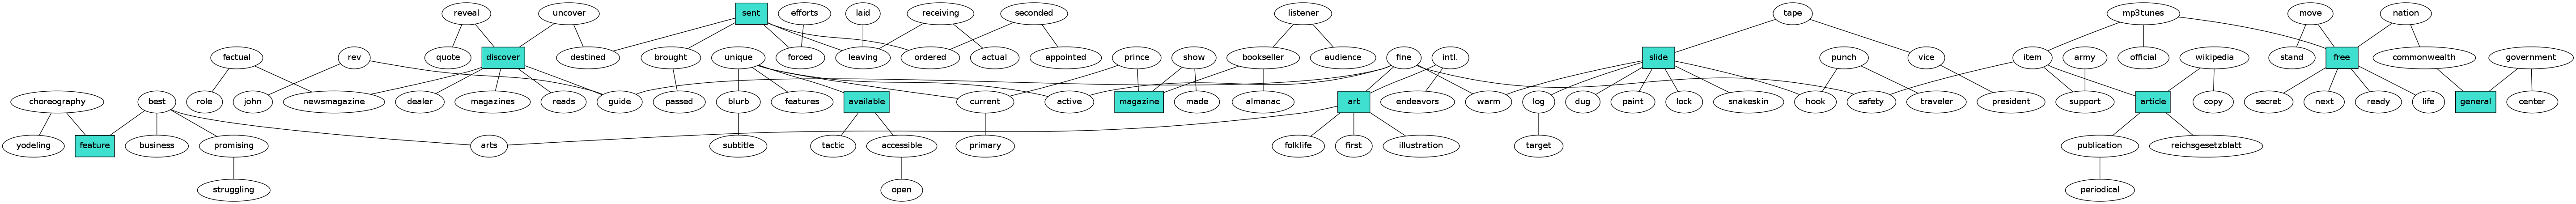 reveal uncover sent efforts laid receiving seconded listener tape mp3tunes move nation
factual rev quote discover destined brought unique forced leaving ordered actual appointed prince show bookseller audience fine intl. slide punch vice item army official wikipedia stand free commonwealth government
choreography best role john newsmagazine dealer magazines reads guide passed blurb features available current active magazine made almanac art endeavors warm log dug paint lock snakeskin hook safety traveler president support article copy secret next ready life general center
yodeling feature business promising arts subtitle tactic accessible primary folklife first illustration target publication reichsgesetzblatt
struggling open periodical